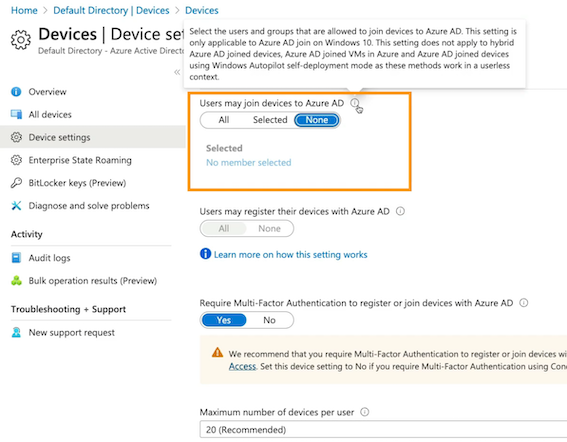 Home > Default Directory | Devices > Devices
Devices | Device se
Default Directory - Azure Active Direct
Select the users and groups that are allowed to join devices to Azure AD. This setting is
only applicable to Azure AD join on Windows 10. This setting does not apply to hybrid
Azure AD joined devices, Azure AD joined VMs in Azure and Azure AD joined devices
using Windows Autopilot self-deployment mode as these methods work in a userless
context.
«
Overview
All devices
Device settings
Enterprise State Roaming
BitLocker keys (Preview)
Diagnose and solve problems
Activity
Audit logs
Bulk operation results (Preview)
Troubleshooting + Support
New support request
Users may join devices to Azure AD
All Selected None
Selected
No member selected
Users may register their devices with Azure AD
All None
Learn more on how this setting works
Require Multi-Factor Authentication to register or join devices with Azure AD
Yes No
We recommend that you require Multi-Factor Authentication to register or join devices wi
Access. Set this device setting to No if you require Multi-Factor Authentication using Con
Maximum number of devices per user
20 (Recommended)